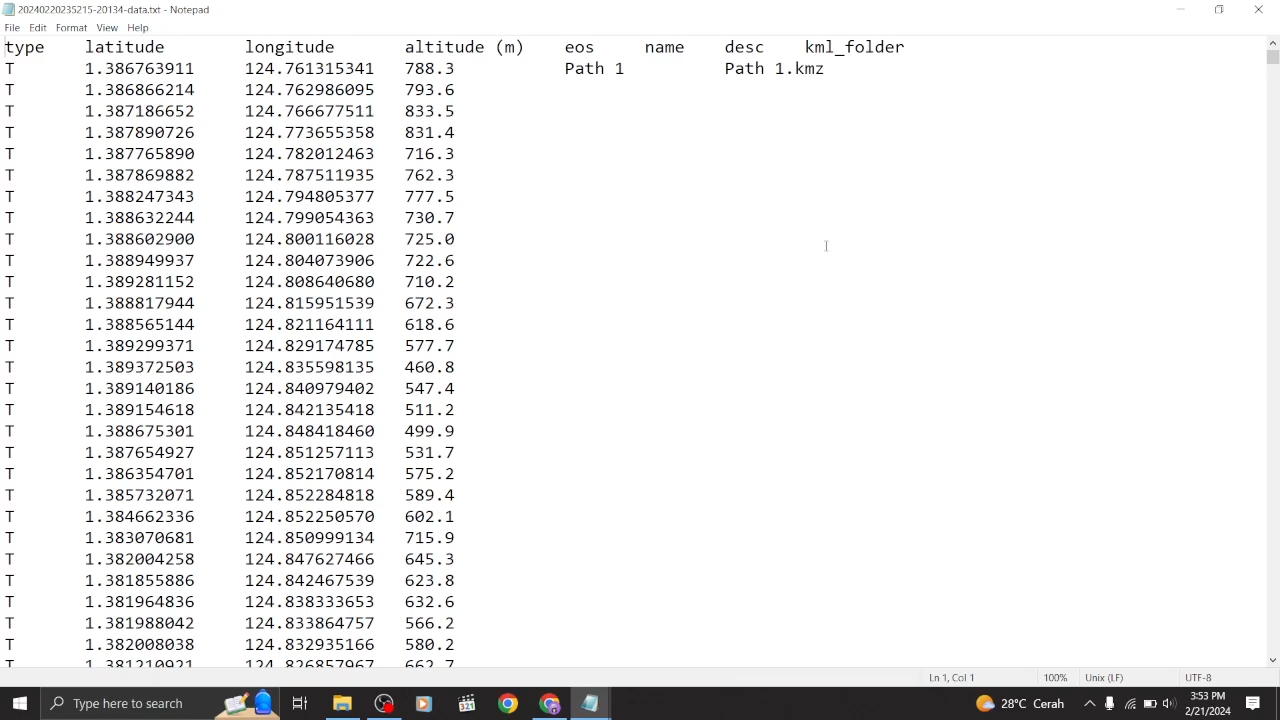 20240220235215-20134-data.txt - Notepad
File Edit Format View Help
type latitude longitude altitude (m) eos name desc kml_folder
T 1.386763911 124.761315341 788.3 Path 1 Path 1.kmz
T 1.386866214 124.762986095 793.6
T 1.387186652 124.766677511 833.5
T 1.387890726 124.773655358 831.4
T 1.387765890 124.782012463 716.3
T 1.387869882 124.787511935 762.3
T 1.388247343 124.794805377 777.5
T 1.388632244 124.799054363 730.7
T 1.388602900 124.800116028 725.0
T 1.388949937 124.804073906 722.6
T 1.389281152 124.808640680 710.2
T 1.388817944 124.815951539 672.3
T 1.388565144 124.821164111 618.6
T 1.389299371 124.829174785 577.7
T 1.389372503 124.835598135 460.8
T 1.389140186 124.840979402 547.4
T 1.389154618 124.842135418 511.2
T 1.388675301 124.848418460 499.9
T 1.387654927 124.851257113 531.7
T 1.386354701 124.852170814 575.2
T 1.385732071 124.852284818 589.4
T 1.384662336 124.852250570 602.1
T 1.383070681 124.850999134 715.9
T 1.382004258 124.847627466 645.3
T 1.381855886 124.842467539 623.8
T 1.381964836 124.838333653 632.6
T 1.381988042 124.833864757 566.2
T 1.382008038 124.832935166 580.2
T 1.381210921 124.826857967 662.7
Ln 1, Col 1 100% Unix (LF) UTF-8
Type here to search 321 28°C Cerah 3:53 PM
2/21/2024